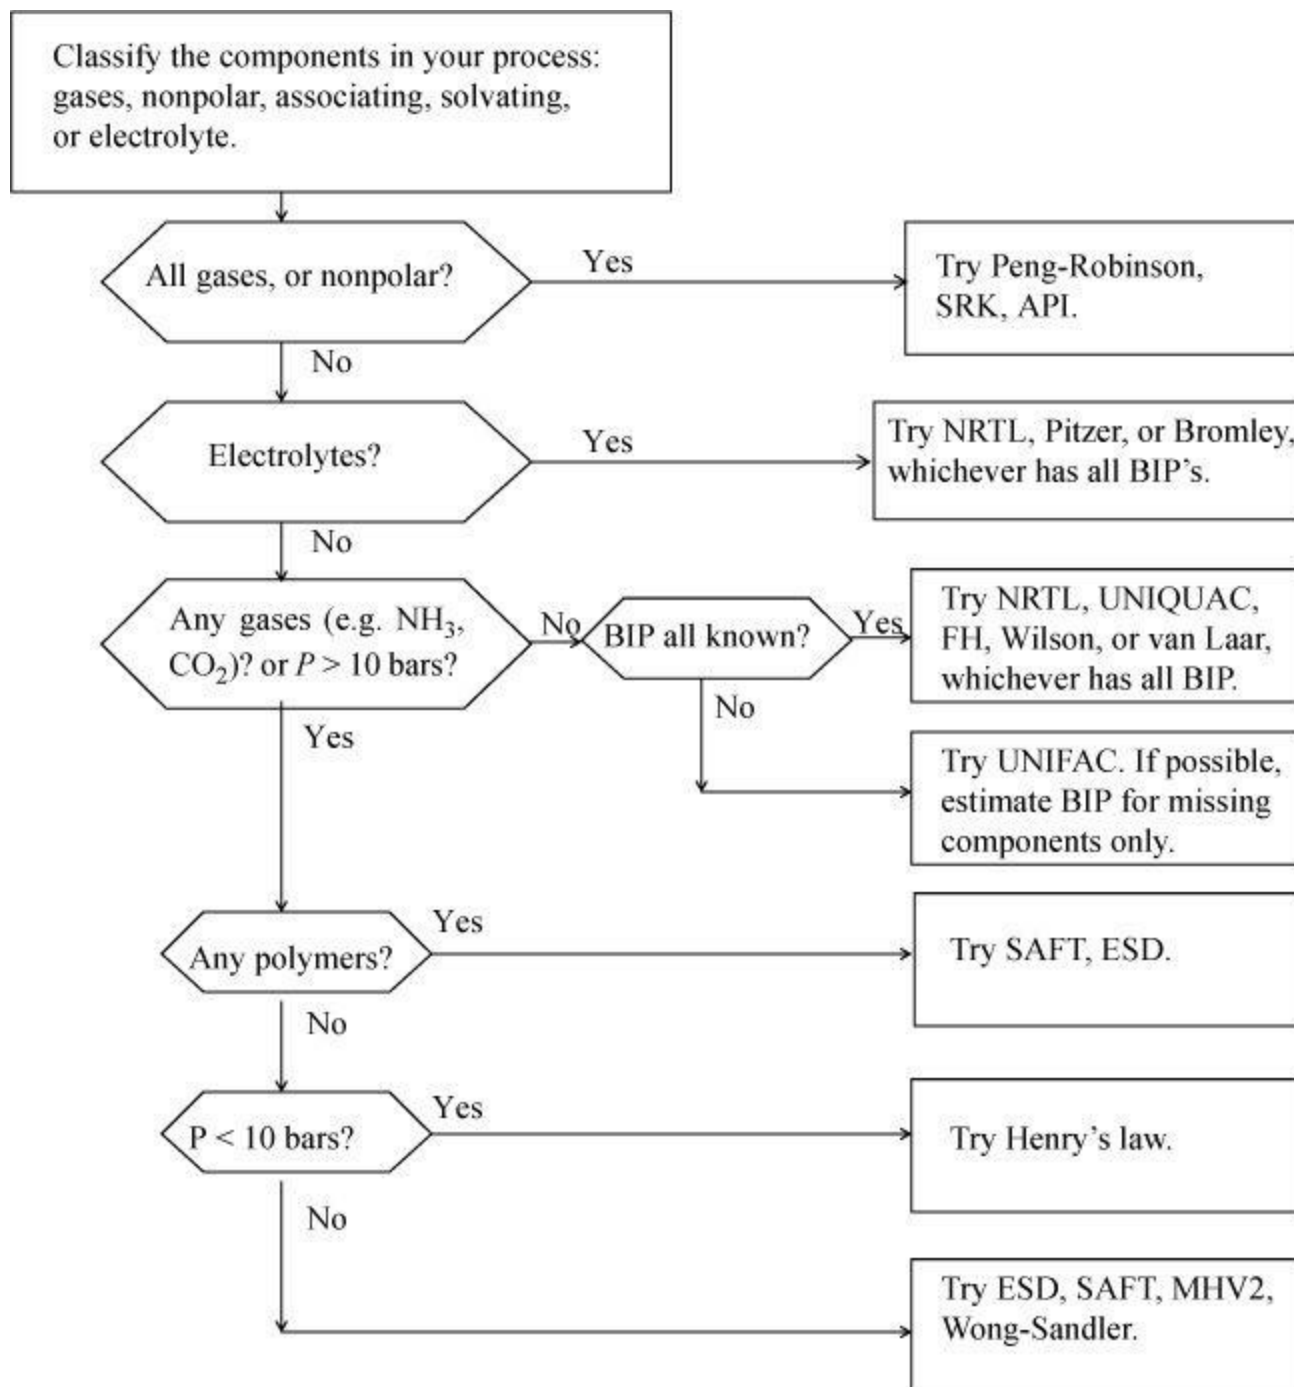 Classify the components in your process:
gases, nonpolar, associating, solvating,
or electrolyte.
All gases, or nonpolar?
Yes
Try Peng-Robinson,
SRK, API.
No
Electrolytes?
Yes
Try NRTL, Pitzer, or Bromley,
whichever has all BIP’s.
No
Any gases (e.g. NH₃,
CO₂)? or P > 10 bars?
No
BIP all known?
Yes
Try NRTL, UNIQUAC,
FH, Wilson, or van Laar,
whichever has all BIP.
No
Try UNIFAC. If possible,
estimate BIP for missing
components only.
Yes
Any polymers?
Yes
Try SAFT, ESD.
No
P < 10 bars?
Yes
Try Henry’s law.
No
Try ESD, SAFT, MHV2,
Wong-Sandler.